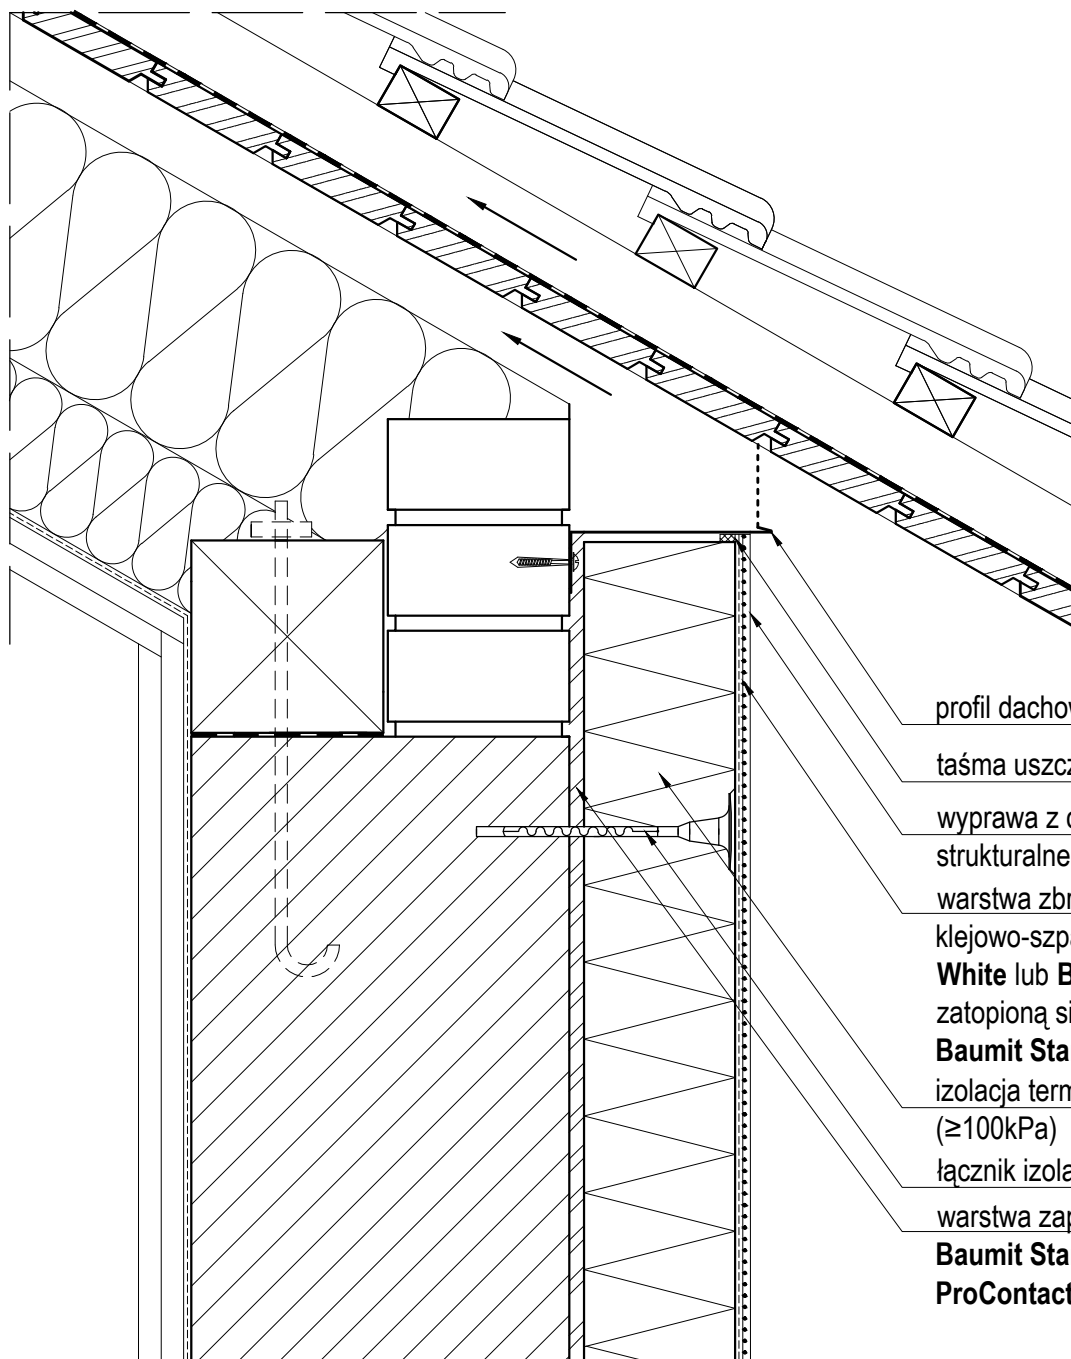 profil dachow
taśma uszcz
wyprawa z c
strukturalne
warstwa zbr
klejowo-szpa
White lub B
zatopioną si
Baumit Sta
izolacja term
(≥100kPa)
łącznik izola
warstwa zap
Baumit Sta
ProContact